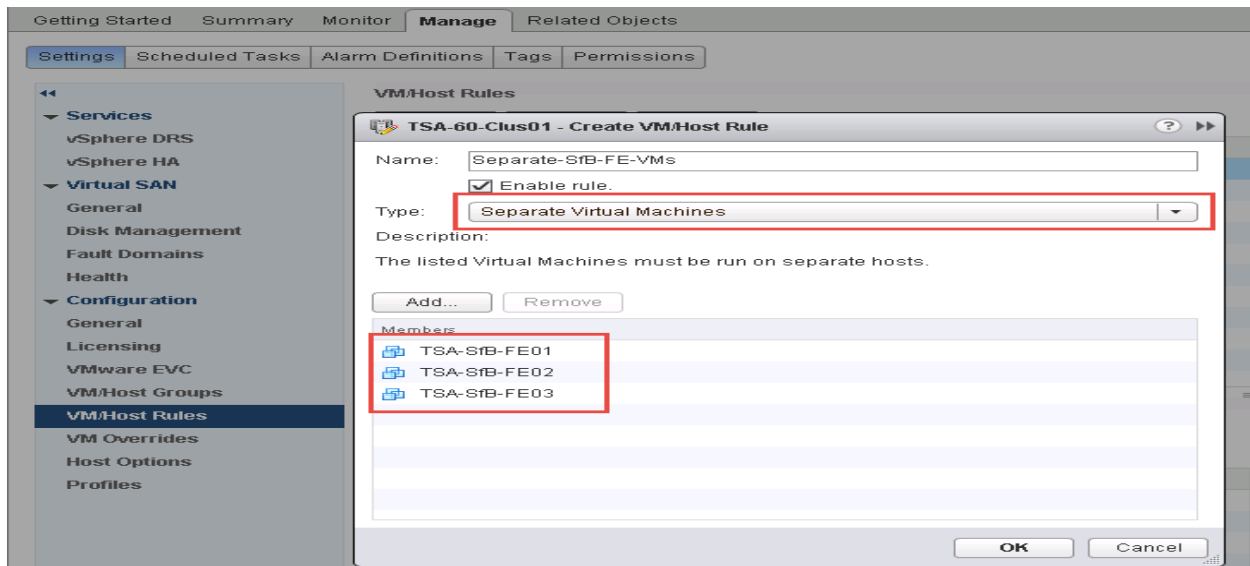 Getting Started Summary Monitor Manage Related Objects
Settings Scheduled Tasks Alarm Definitions Tags Permissions
Services
vSphere DRS
vSphere HA
Virtual SAN
General
Disk Management
Fault Domains
Health
Configuration
General
Licensing
VMware EVC
VM/Host Groups
VM/Host Rules
VM Overrides
Host Options
Profiles
VM/Host Rules
TSA-60-Clus01 - Create VM/Host Rule
Name: Separate-SfB-FE-VMs
Enable rule.
Type: Separate Virtual Machines
Description:
The listed Virtual Machines must be run on separate hosts.
Add... Remove
Members
TSA-SfB-FE01
TSA-SfB-FE02
TSA-SfB-FE03
OK Cancel